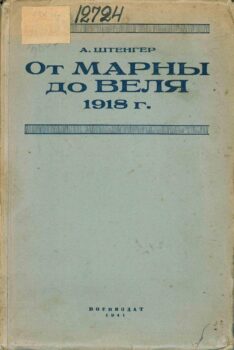 12724
А. ШТЕНГЕР
ОТ МАРНЫ
ДО ВЕЛЯ
1918 г.
ВОЕНИЗДАТ
1941